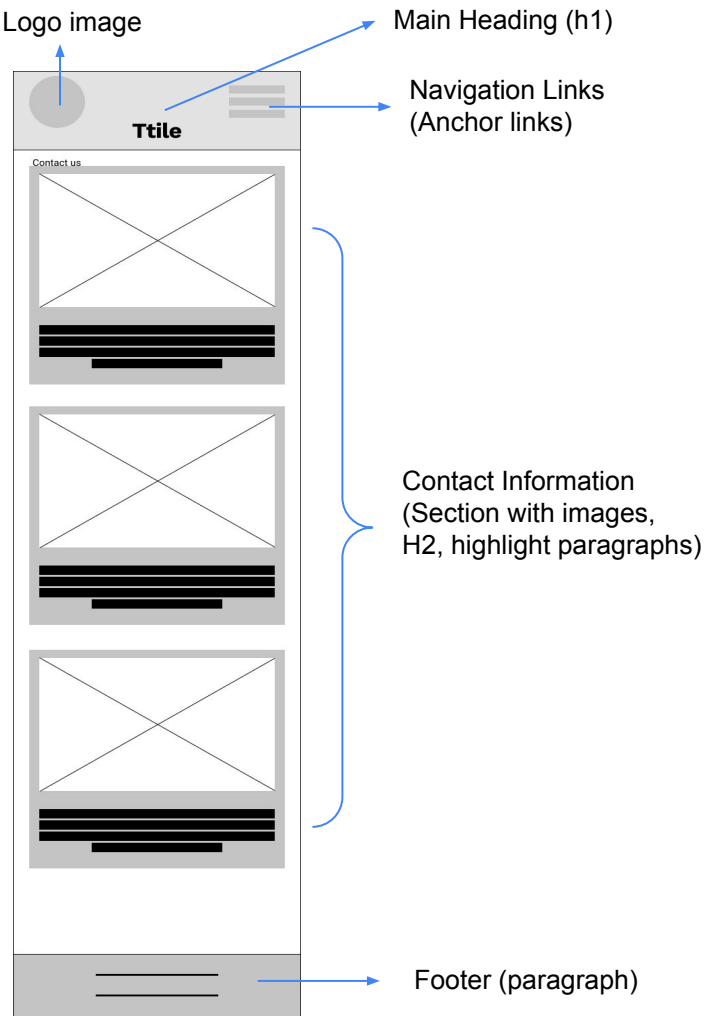 Logo image
Main Heading (h1)
Navigation Links
(Anchor links)
Ttile
Contact us
Contact Information
(Section with images,
H2, highlight paragraphs)
Footer (paragraph)